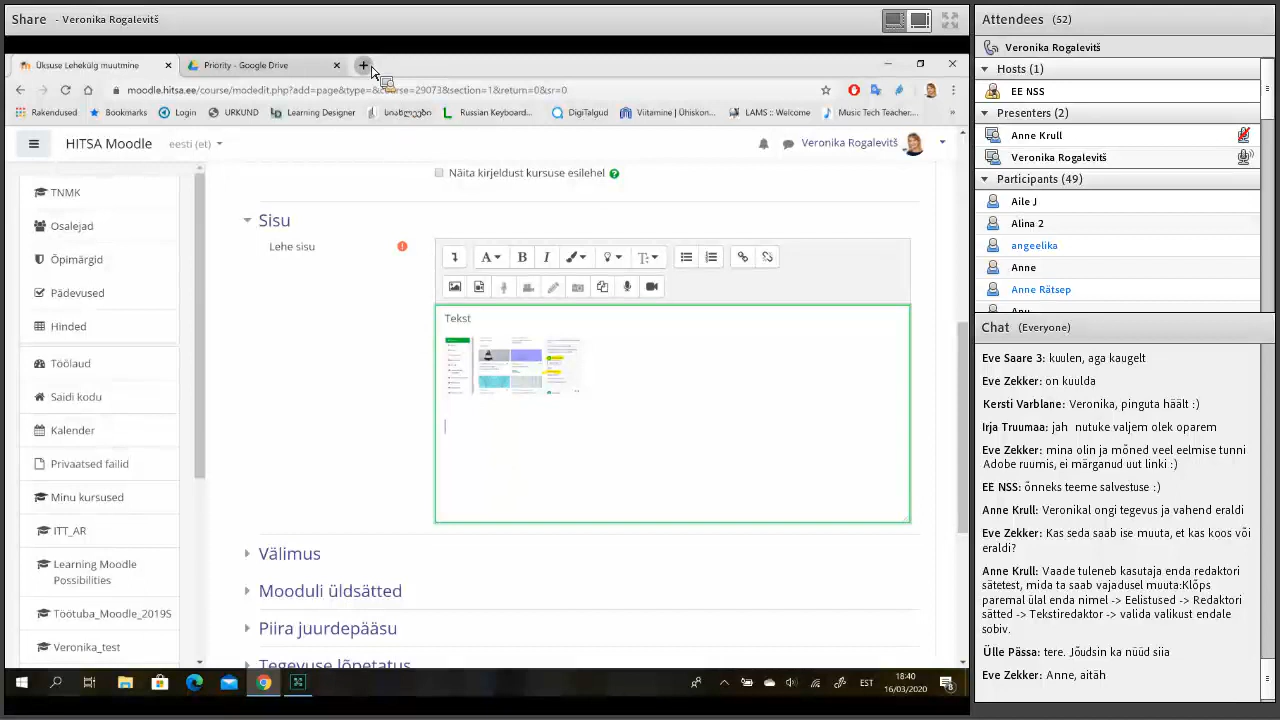 Share - Veronika Rogalevitš
Üksuse Lehekülg muutmine
Priority - Google Drive
moodle.hitsa.ee/course/modedit.php?add=page&type=&course=29073&section=1&return=0&sr=0
Rakendused
Bookmarks
Login
URKUND
Learning Designer
სახელმძღვ
Russian Keyboard...
DigiTalgud
Viitamine / Ühiskon...
LAMS :: Welcome
Music Tech Teacher,...
HITSA Moodle
eesti (et)
Veronika Rogalevitš
TNMK
Osalejad
Õpimärgid
Pädevused
Hinded
Töölaud
Saidi kodu
Kalender
Privaatsed failid
Minu kursused
ITT_AR
Learning Moodle
Possibilities
Töötuba_Moodle_2019S
Veronika_test
Näita kirjeldust kursuse esilehel
Sisu
Lehe sisu
Tekst
Välimus
Mooduli üldsätted
Piira juurdepääsu
Tegevuse lõpetatus
EST
18:40
16/03/2020
8
Attendees (52)
Veronika Rogalevitš
Hosts (1)
EE NSS
Presenters (2)
Anne Krull
Veronika Rogalevitš
Participants (49)
Aile J
Alina 2
angeelika
Anne
Anne Rätsep
Chat (Everyone)
Eve Saare 3: kuulen, aga kaugelt
Eve Zekker: on kuulda
Kersti Varblane: Veronika, pinguta häält :)
Irja Truumaa: jah nutuke valjem olek oparem
Eve Zekker: mina olin ja mõned veel eelmise tunni
Adobe ruumis, ei märganud uut linki :)
EE NSS: õnneks teeme salvestuse :)
Anne Krull: Veronikal ongi tegevus ja vahend eraldi
Eve Zekker: Kas seda saab ise muuta, et kas koos või
eraldi?
Anne Krull: Vaade tuleneb kasutaja enda redaktori
sätetest, mida ta saab vajadusel muuta:Klõps
paremal ülal enda nimel -> Eelistused -> Redaktori
sätted -> Tekstiredaktor -> valida valikust endale
sobiv.
Ülle Pässa: tere. Jõudsin ka nüüd siia
Eve Zekker: Anne, aitäh